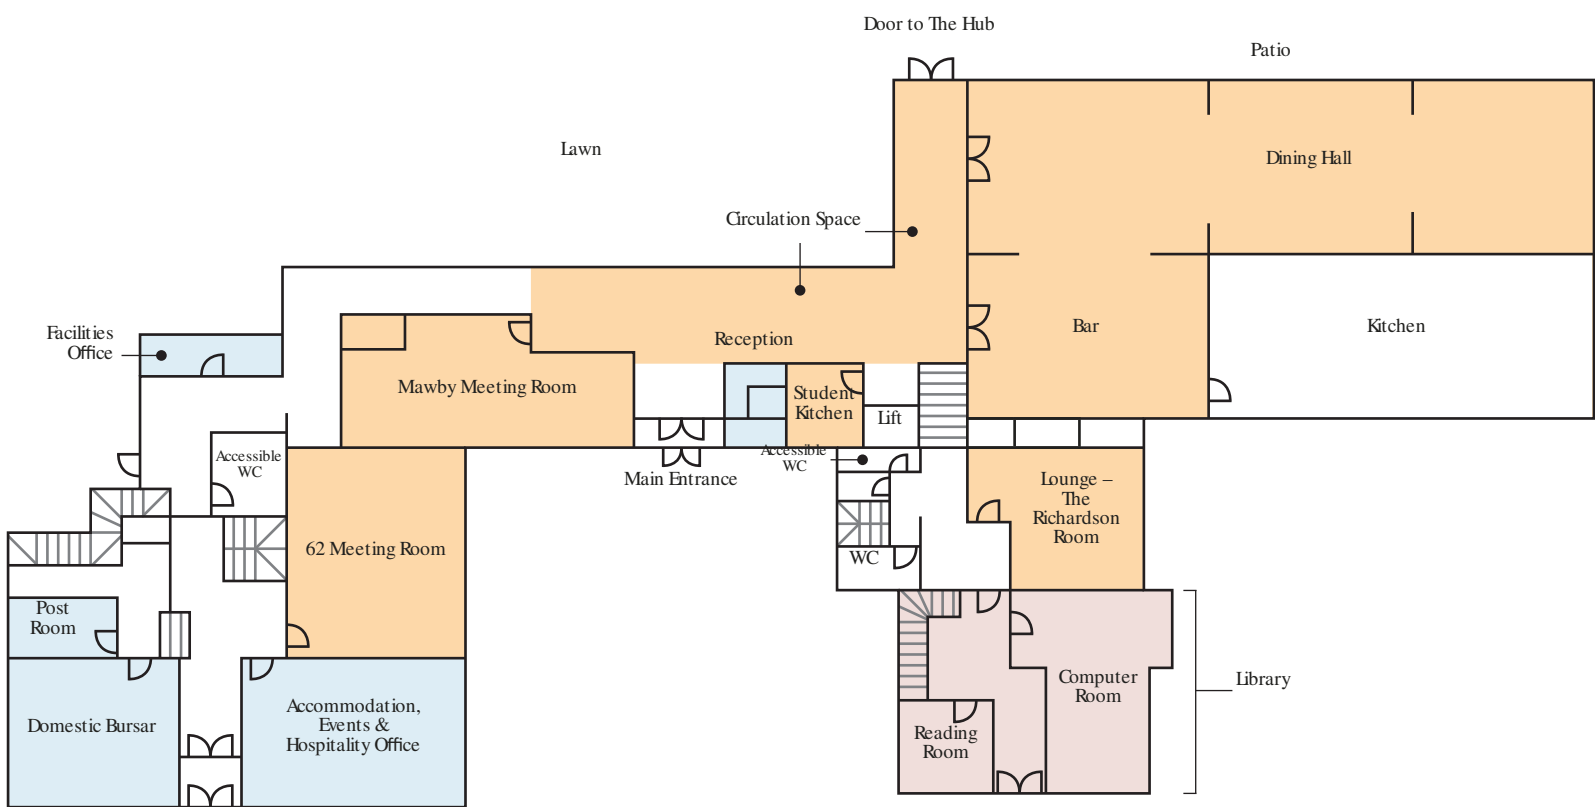 Door to The Hub
Patio
Lawn
Dining Hall
Circulation Space
Facilities
Office
Reception
Bar
Kitchen
Mawby Meeting Room
Student
Kitchen
Lift
Accessible
WC
Accessible
WC
Main Entrance
Lounge –
The
Richardson
Room
62 Meeting Room
WC
Post
Room
Computer
Room
Library
Domestic Bursar
Accommodation,
Events &
Hospitality Office
Reading
Room